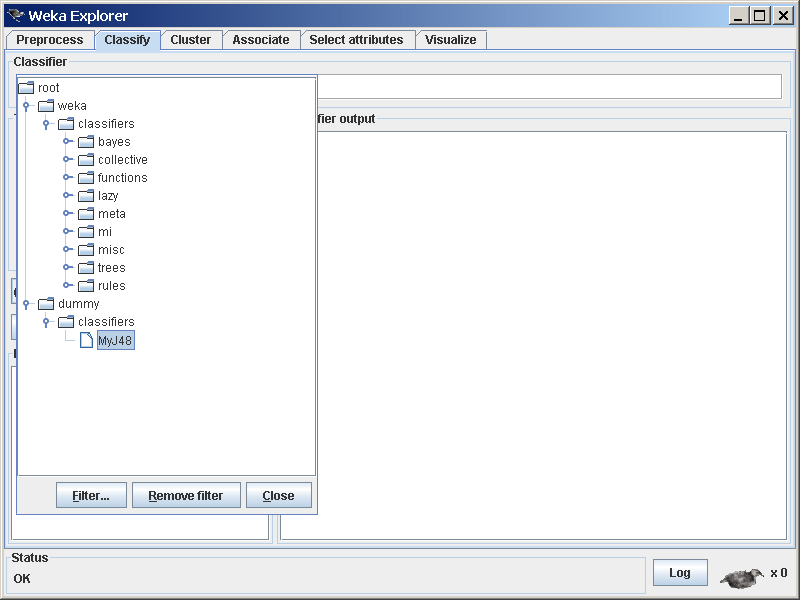 Weka Explorer
Preprocess Classify Cluster Associate Select attributes Visualize
Classifier
root
weka
classifiers
bayes
collective
functions
lazy
meta
mi
misc
trees
rules
dummy
classifiers
MyJ48
Filter... Remove filter Close
fier output
Status
OK
Log
x 0